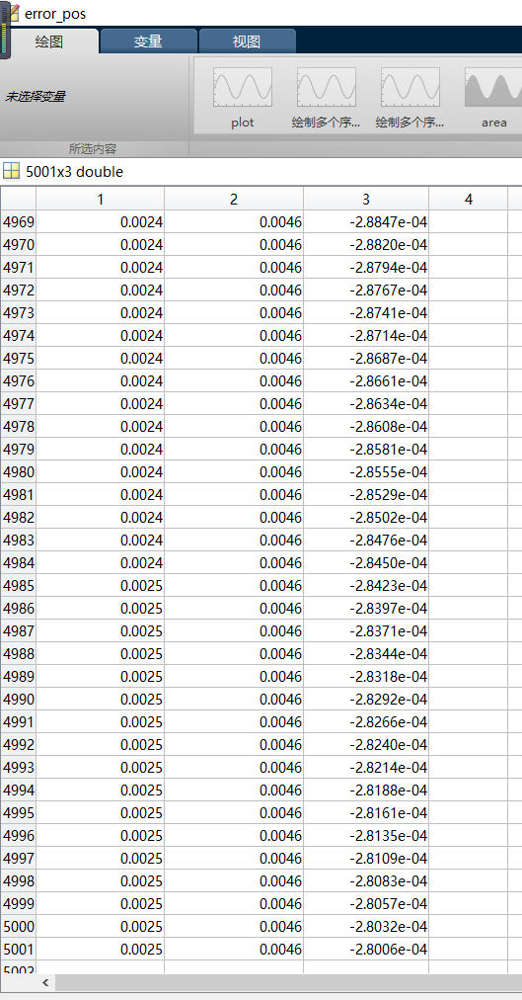 error_pos
绘图 变量 视图
未选择变量
plot 绘制多个序... 绘制多个序... area
所选内容
5001x3 double
1 2 3 4
4969 0.0024 0.0046 -2.8847e-04
4970 0.0024 0.0046 -2.8820e-04
4971 0.0024 0.0046 -2.8794e-04
4972 0.0024 0.0046 -2.8767e-04
4973 0.0024 0.0046 -2.8741e-04
4974 0.0024 0.0046 -2.8714e-04
4975 0.0024 0.0046 -2.8687e-04
4976 0.0024 0.0046 -2.8661e-04
4977 0.0024 0.0046 -2.8634e-04
4978 0.0024 0.0046 -2.8608e-04
4979 0.0024 0.0046 -2.8581e-04
4980 0.0024 0.0046 -2.8555e-04
4981 0.0024 0.0046 -2.8529e-04
4982 0.0024 0.0046 -2.8502e-04
4983 0.0024 0.0046 -2.8476e-04
4984 0.0024 0.0046 -2.8450e-04
4985 0.0025 0.0046 -2.8423e-04
4986 0.0025 0.0046 -2.8397e-04
4987 0.0025 0.0046 -2.8371e-04
4988 0.0025 0.0046 -2.8344e-04
4989 0.0025 0.0046 -2.8318e-04
4990 0.0025 0.0046 -2.8292e-04
4991 0.0025 0.0046 -2.8266e-04
4992 0.0025 0.0046 -2.8240e-04
4993 0.0025 0.0046 -2.8214e-04
4994 0.0025 0.0046 -2.8188e-04
4995 0.0025 0.0046 -2.8161e-04
4996 0.0025 0.0046 -2.8135e-04
4997 0.0025 0.0046 -2.8109e-04
4998 0.0025 0.0046 -2.8083e-04
4999 0.0025 0.0046 -2.8057e-04
5000 0.0025 0.0046 -2.8032e-04
5001 0.0025 0.0046 -2.8006e-04
5002